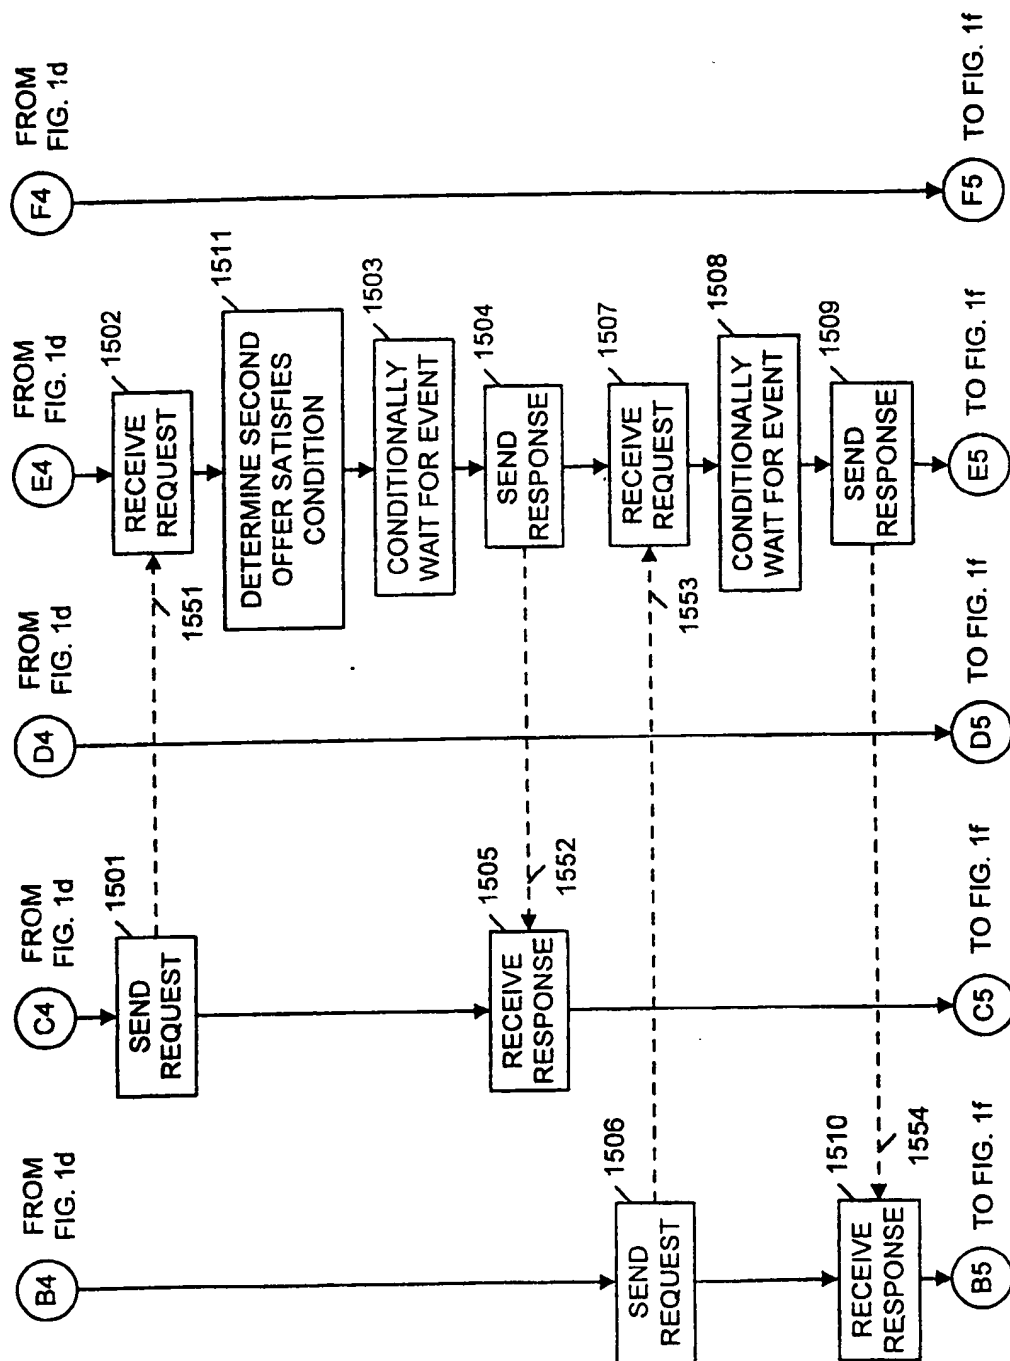 B4
FROM
FIG. 1d
C4
FROM
FIG. 1d
D4
FROM
FIG. 1d
E4
FROM
FIG. 1d
F4
FROM
FIG. 1d
1501
SEND
REQUEST
1551
1502
RECEIVE
REQUEST
1511
DETERMINE SECOND
OFFER SATISFIES
CONDITION
1503
CONDITIONALLY
WAIT FOR EVENT
1504
SEND
RESPONSE
1505
RECEIVE
RESPONSE
1552
1506
SEND
REQUEST
1553
1507
RECEIVE
REQUEST
1508
CONDITIONALLY
WAIT FOR EVENT
1509
SEND
RESPONSE
1510
RECEIVE
RESPONSE
1554
B5
TO FIG. 1f
C5
TO FIG. 1f
D5
TO FIG. 1f
E5
TO FIG. 1f
F5
TO FIG. 1f